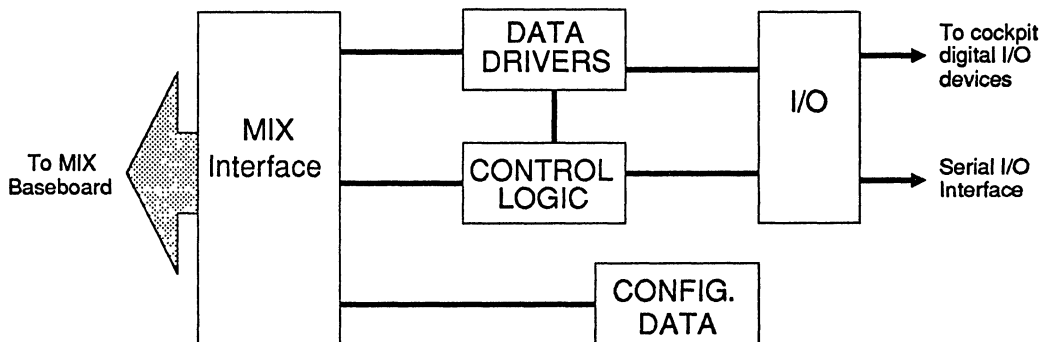 To MIX
Baseboard
MIX
Interface
DATA
DRIVERS
CONTROL
LOGIC
CONFIG.
DATA
I/O
To cockpit
digital I/O
devices
Serial I/O
Interface